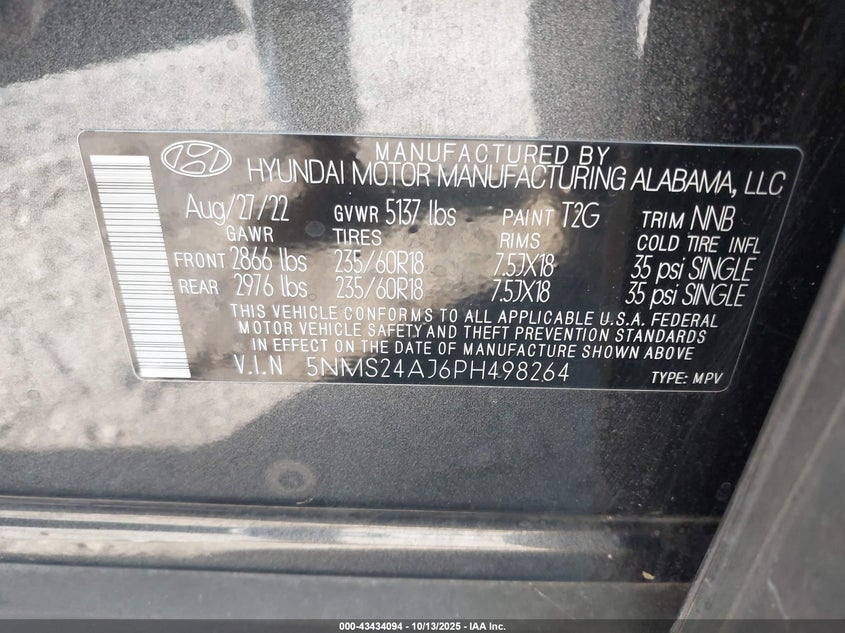 MANUFACTURED BY
HYUNDAI MOTOR MANUFACTURING ALABAMA, LLC
Aug/27/22 GVWR 5137 lbs PAINT T2G TRIM NNB
GAWR TIRES RIMS COLD TIRE INFL
FRONT 2866 lbs 235/60R18 7.5JX18 35 psi SINGLE
REAR 2976 lbs 235/60R18 7.5JX18 35 psi SINGLE
THIS VEHICLE CONFORMS TO ALL APPLICABLE U.S.A. FEDERAL
MOTOR VEHICLE SAFETY AND THEFT PREVENTION STANDARDS
IN EFFECT ON THE DATE OF MANUFACTURE SHOWN ABOVE.
V.I.N 5NMS24AJ6PH498264 TYPE: MPV
000-43434094 - 10/13/2025 - IAA Inc.